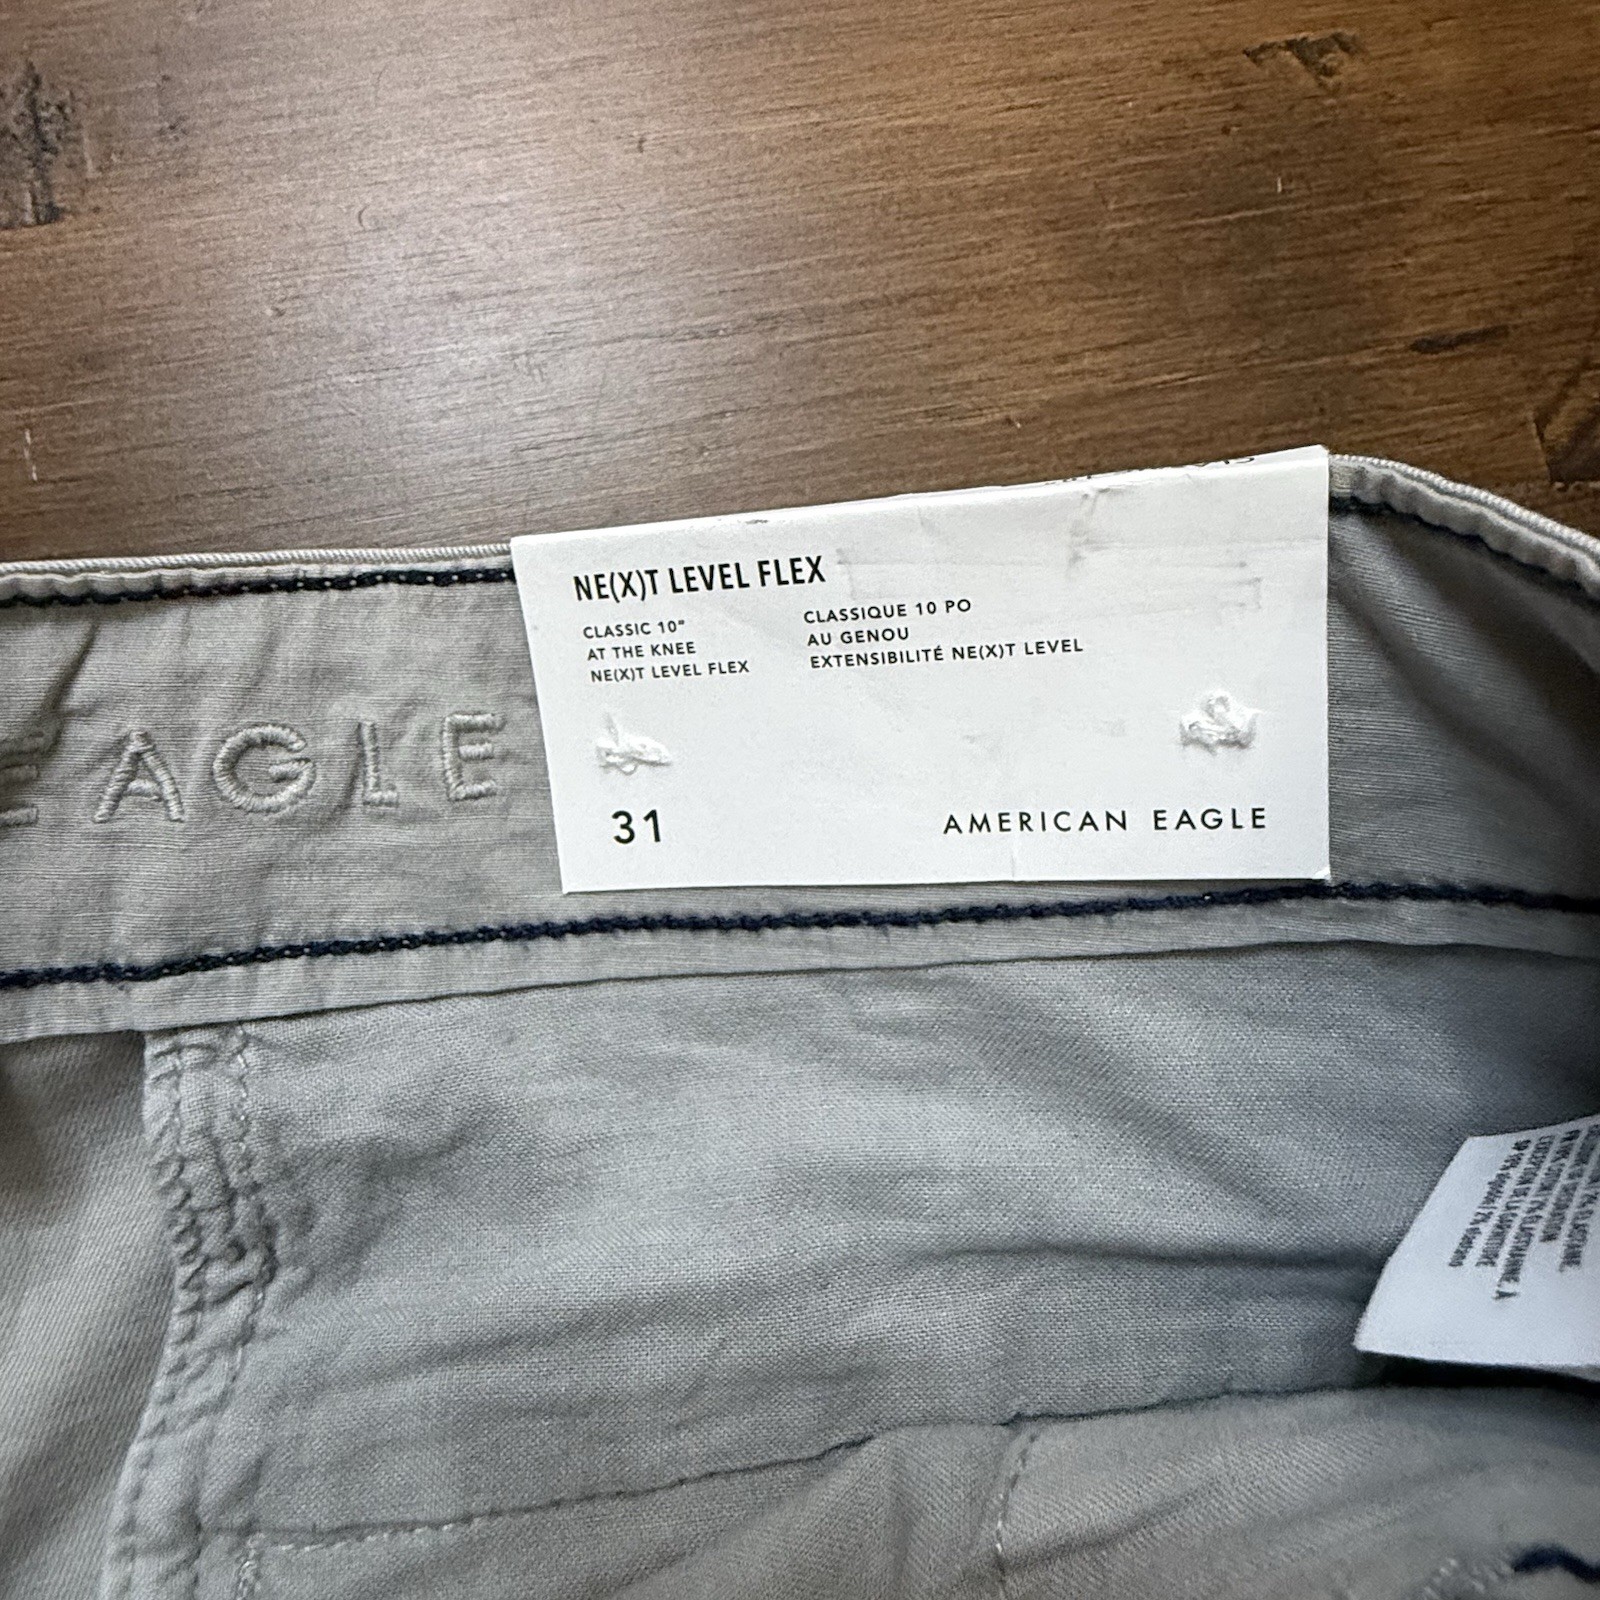 NE(X)T LEVEL FLEX
CLASSIC 10"
AT THE KNEE
NE(X)T LEVEL FLEX
CLASSIQUE 10 PO
AU GENOU
EXTENSIBILITÉ NE(X)T LEVEL
31
AMERICAN EAGLE
EAGLE